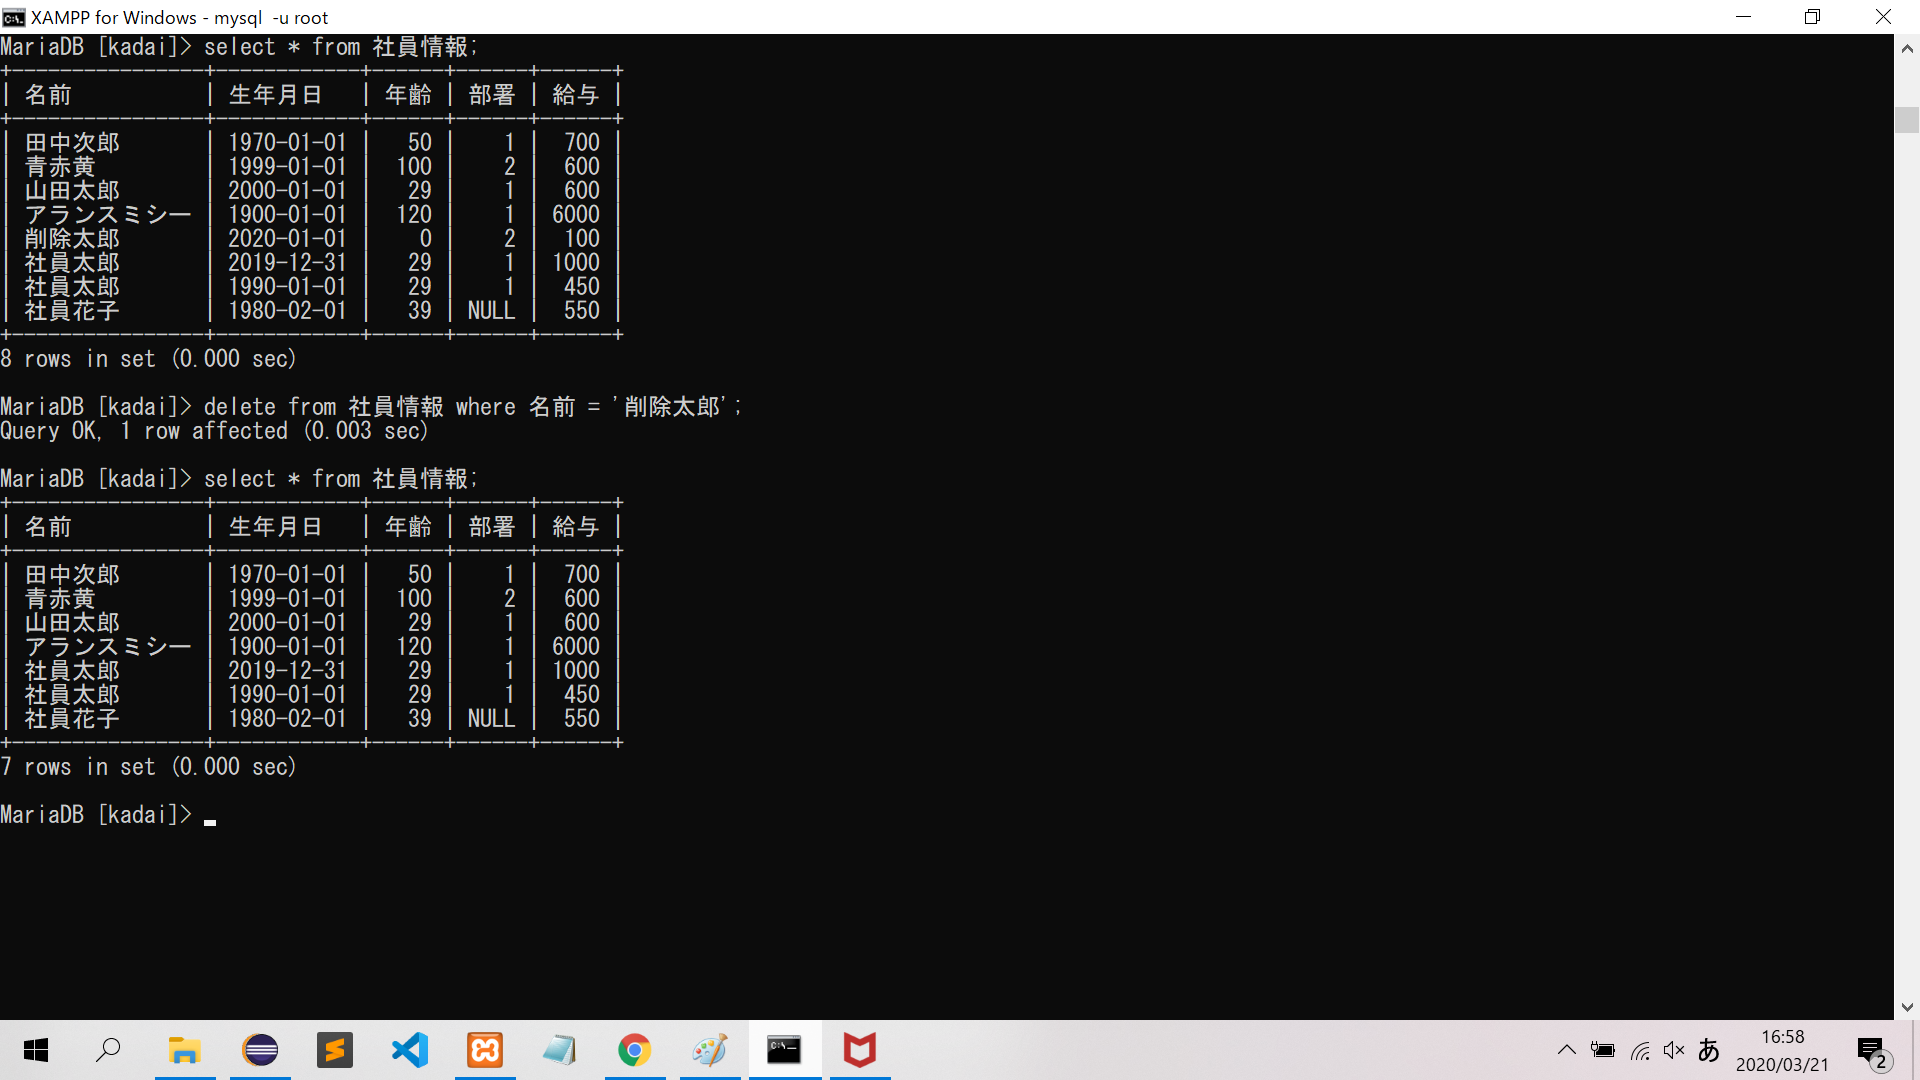 XAMPP for Windows - mysql  -u root
MariaDB [kadai]> select * from 社員情報;
+----------------+------------+------+------+------+
| 名前           | 生年月日   | 年齢 | 部署 | 給与 |
+----------------+------------+------+------+------+
| 田中次郎       | 1970-01-01 |   50 |    1 |  700 |
| 青赤黄         | 1999-01-01 |  100 |    2 |  600 |
| 山田太郎       | 2000-01-01 |   29 |    1 |  600 |
| アランスミシー | 1900-01-01 |  120 |    1 | 6000 |
| 削除太郎       | 2020-01-01 |    0 |    2 |  100 |
| 社員太郎       | 2019-12-31 |   29 |    1 | 1000 |
| 社員太郎       | 1990-01-01 |   29 |    1 |  450 |
| 社員花子       | 1980-02-01 |   39 | NULL |  550 |
+----------------+------------+------+------+------+
8 rows in set (0.000 sec)
MariaDB [kadai]> delete from 社員情報 where 名前 = '削除太郎';
Query OK, 1 row affected (0.003 sec)
MariaDB [kadai]> select * from 社員情報;
+----------------+------------+------+------+------+
| 名前           | 生年月日   | 年齢 | 部署 | 給与 |
+----------------+------------+------+------+------+
| 田中次郎       | 1970-01-01 |   50 |    1 |  700 |
| 青赤黄         | 1999-01-01 |  100 |    2 |  600 |
| 山田太郎       | 2000-01-01 |   29 |    1 |  600 |
| アランスミシー | 1900-01-01 |  120 |    1 | 6000 |
| 社員太郎       | 2019-12-31 |   29 |    1 | 1000 |
| 社員太郎       | 1990-01-01 |   29 |    1 |  450 |
| 社員花子       | 1980-02-01 |   39 | NULL |  550 |
+----------------+------------+------+------+------+
7 rows in set (0.000 sec)
MariaDB [kadai]>
あ
16:58
2020/03/21
2